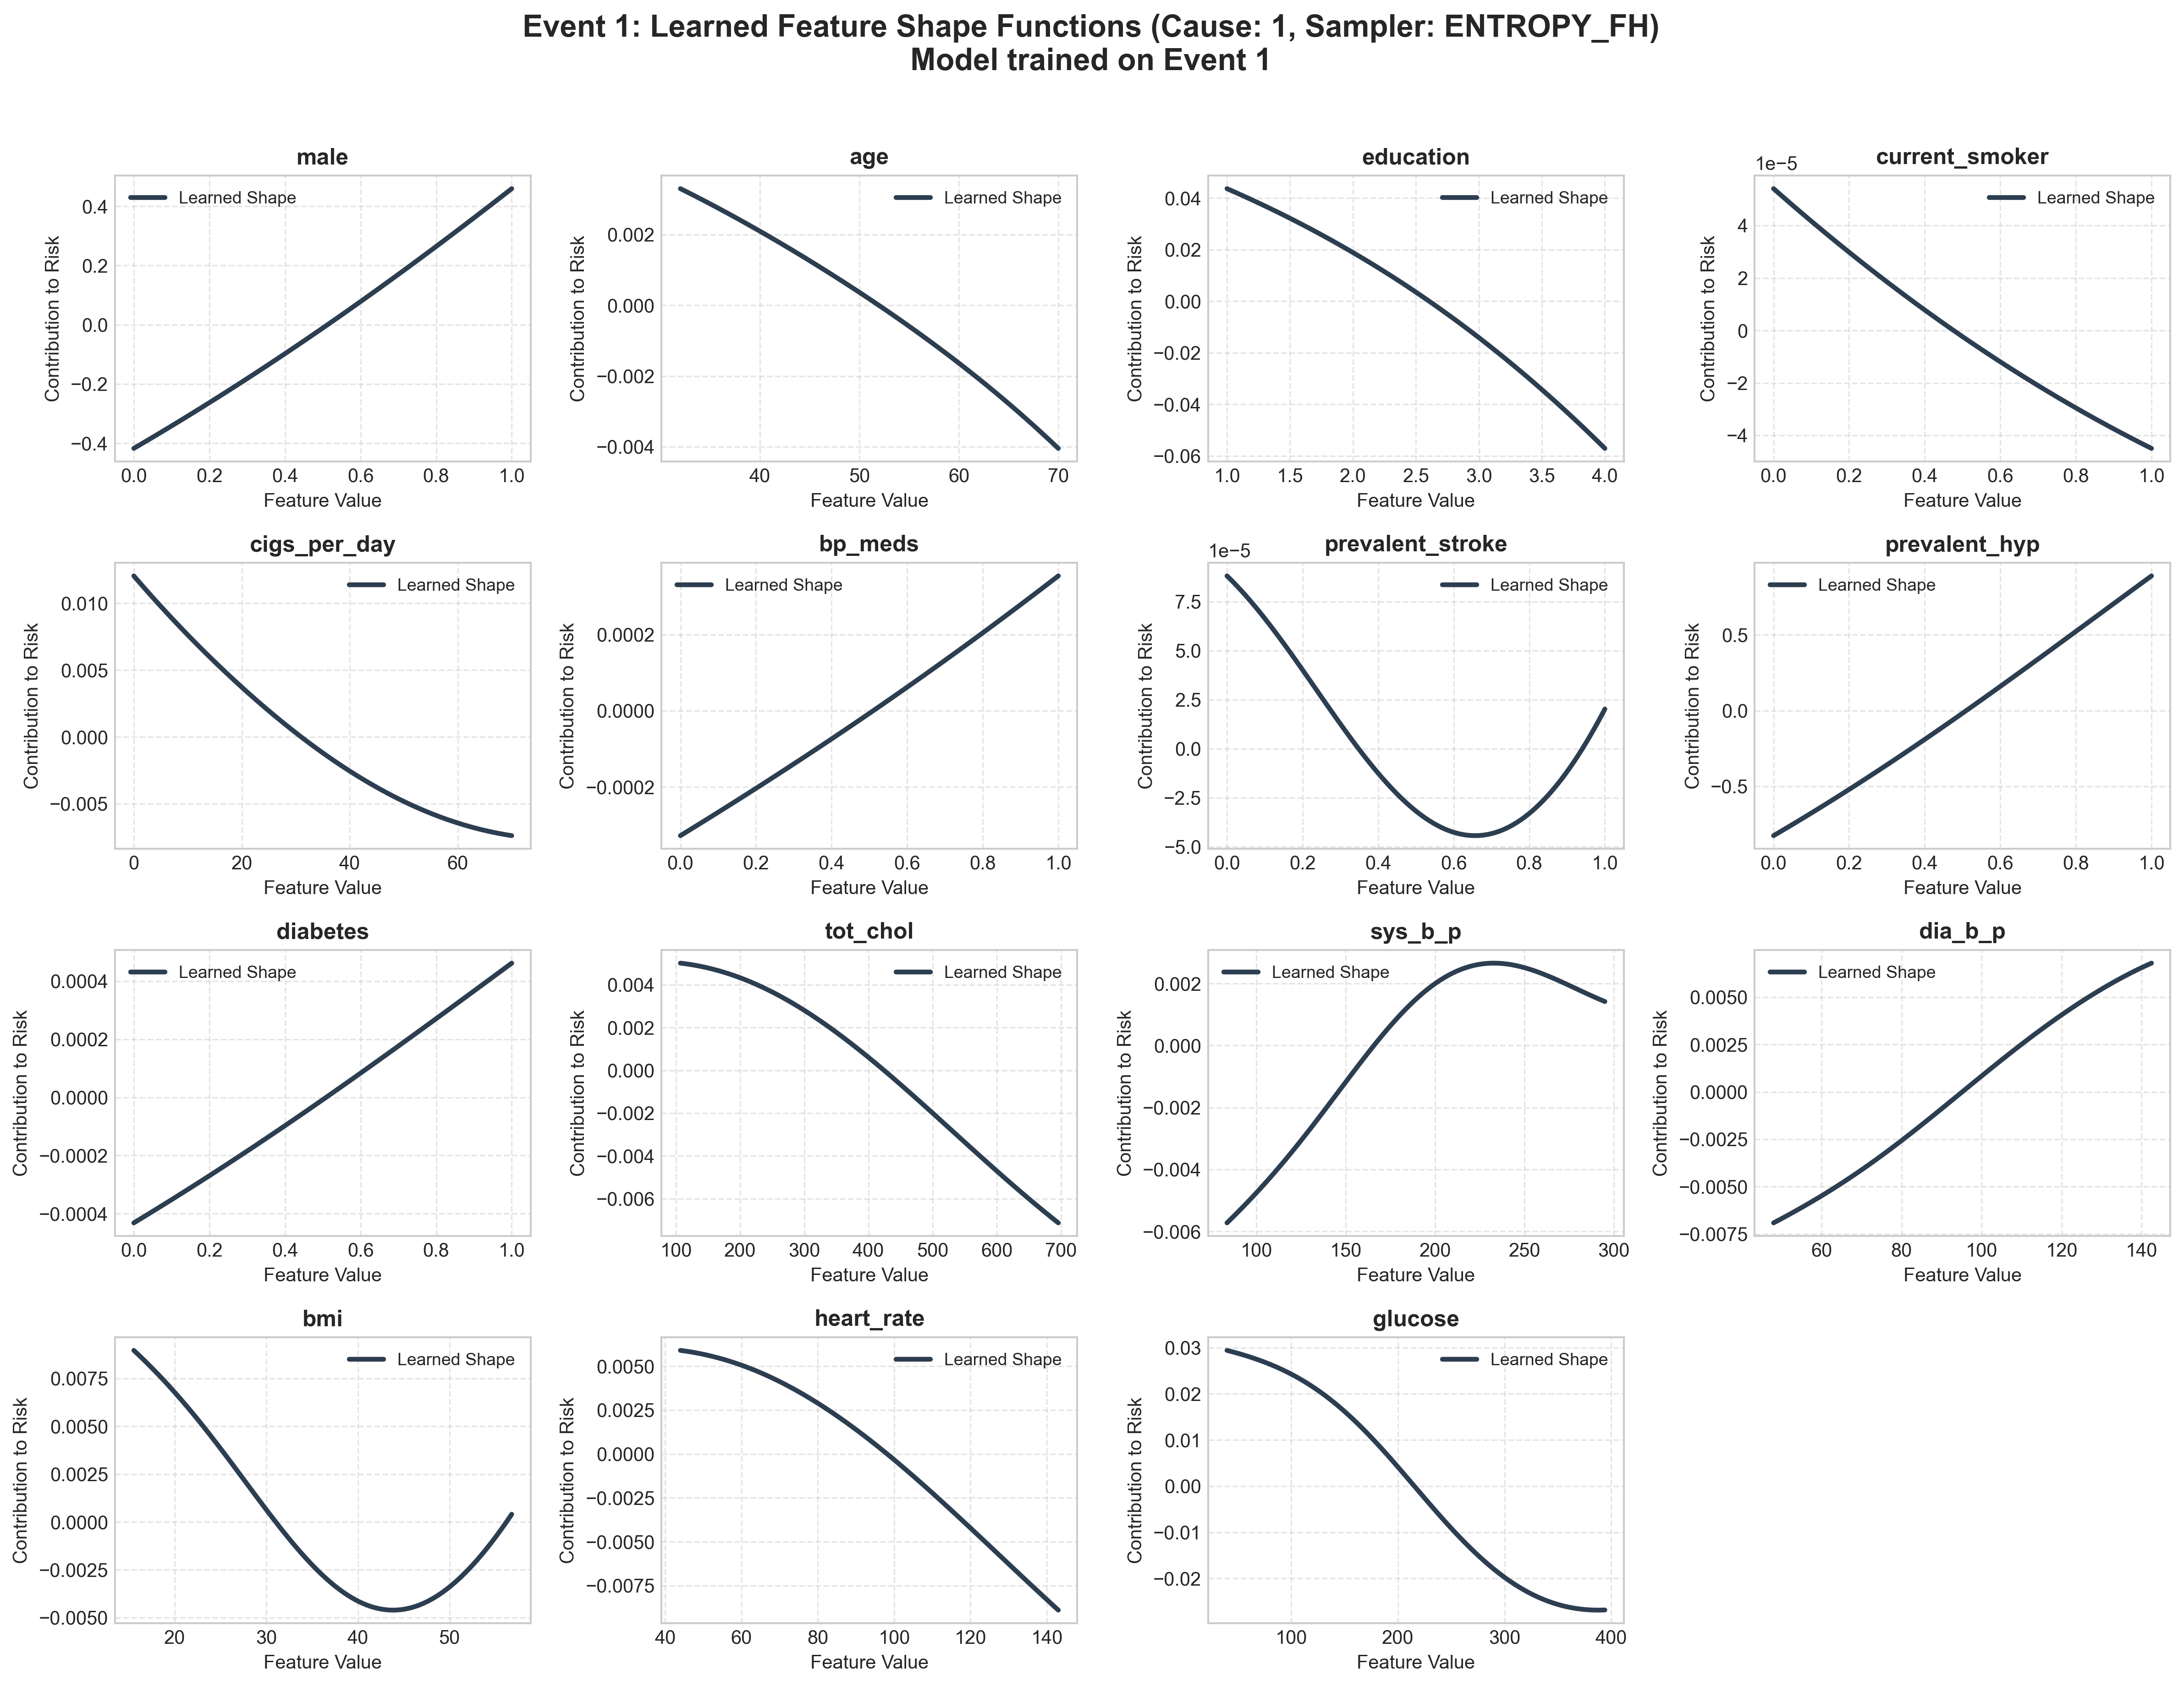 Event 1: Learned Feature Shape Functions (Cause: 1, Sampler: ENTROPY_FH)
Model trained on Event 1
male
Learned Shape
Contribution to Risk
0.4
0.2
0.0
−0.2
−0.4
0.0 0.2 0.4 0.6 0.8 1.0
Feature Value
age
Learned Shape
Contribution to Risk
0.002
0.000
−0.002
−0.004
40 50 60 70
Feature Value
education
Learned Shape
Contribution to Risk
0.04
0.02
0.00
−0.02
−0.04
−0.06
1.0 1.5 2.0 2.5 3.0 3.5 4.0
Feature Value
current_smoker
1e−5
Learned Shape
Contribution to Risk
4
2
0
−2
−4
0.0 0.2 0.4 0.6 0.8 1.0
Feature Value
cigs_per_day
Learned Shape
Contribution to Risk
0.010
0.005
0.000
−0.005
0 20 40 60
Feature Value
bp_meds
Learned Shape
Contribution to Risk
0.0002
0.0000
−0.0002
0.0 0.2 0.4 0.6 0.8 1.0
Feature Value
prevalent_stroke
1e−5
Learned Shape
Contribution to Risk
7.5
5.0
2.5
0.0
−2.5
−5.0
0.0 0.2 0.4 0.6 0.8 1.0
Feature Value
prevalent_hyp
Learned Shape
Contribution to Risk
0.5
0.0
−0.5
0.0 0.2 0.4 0.6 0.8 1.0
Feature Value
diabetes
Learned Shape
Contribution to Risk
0.0004
0.0002
0.0000
−0.0002
−0.0004
0.0 0.2 0.4 0.6 0.8 1.0
Feature Value
tot_chol
Learned Shape
Contribution to Risk
0.004
0.002
0.000
−0.002
−0.004
−0.006
100 200 300 400 500 600 700
Feature Value
sys_b_p
Learned Shape
Contribution to Risk
0.002
0.000
−0.002
−0.004
−0.006
100 150 200 250 300
Feature Value
dia_b_p
Learned Shape
Contribution to Risk
0.0050
0.0025
0.0000
−0.0025
−0.0050
−0.0075
60 80 100 120 140
Feature Value
bmi
Learned Shape
Contribution to Risk
0.0075
0.0050
0.0025
0.0000
−0.0025
−0.0050
20 30 40 50
Feature Value
heart_rate
Learned Shape
Contribution to Risk
0.0050
0.0025
0.0000
−0.0025
−0.0050
−0.0075
40 60 80 100 120 140
Feature Value
glucose
Learned Shape
Contribution to Risk
0.03
0.02
0.01
0.00
−0.01
−0.02
100 200 300 400
Feature Value